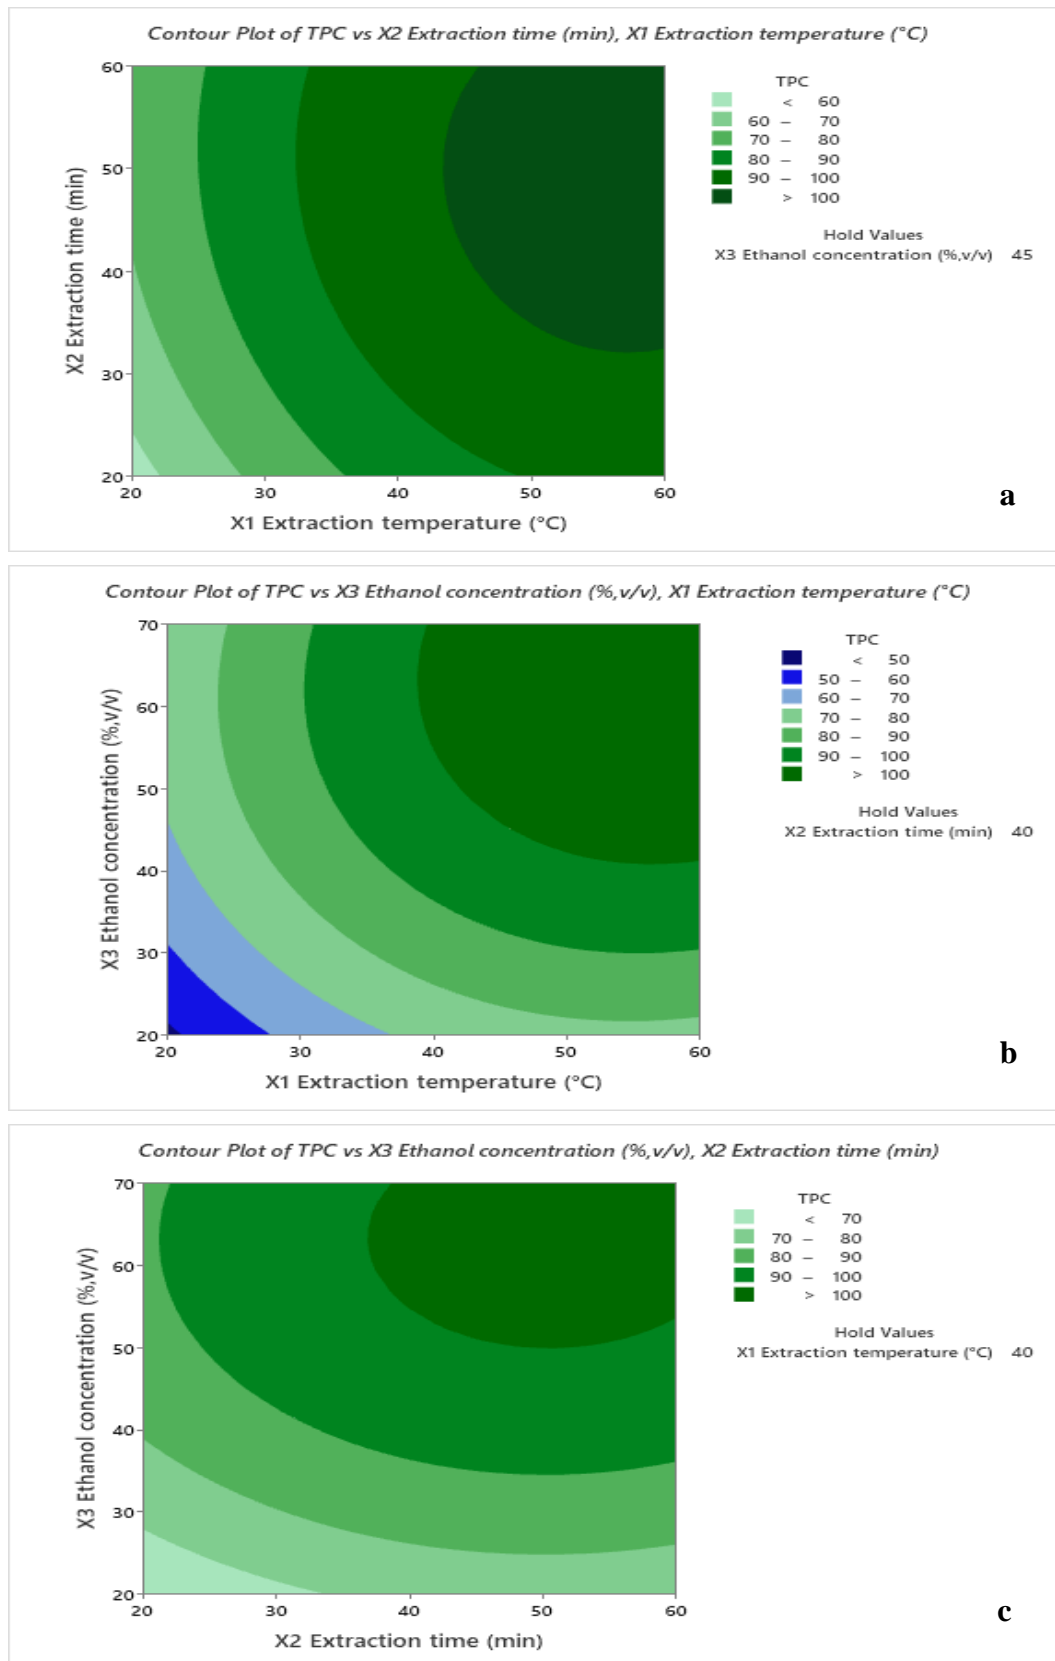 Contour Plot of TPC vs X2 Extraction time (min), X1 Extraction temperature (°C)
60
50
40
30
20
X2 Extraction time (min)
20 30 40 50 60
X1 Extraction temperature (°C)
TPC
< 60
60 – 70
70 – 80
80 – 90
90 – 100
> 100
Hold Values
X3 Ethanol concentration (%,v/v) 45
a
Contour Plot of TPC vs X3 Ethanol concentration (%,v/v), X1 Extraction temperature (°C)
70
60
50
40
30
20
X3 Ethanol concentration (%,v/v)
20 30 40 50 60
X1 Extraction temperature (°C)
TPC
< 50
50 – 60
60 – 70
70 – 80
80 – 90
90 – 100
> 100
Hold Values
X2 Extraction time (min) 40
b
Contour Plot of TPC vs X3 Ethanol concentration (%,v/v), X2 Extraction time (min)
70
60
50
40
30
20
X3 Ethanol concentration (%,v/v)
20 30 40 50 60
X2 Extraction time (min)
TPC
< 70
70 – 80
80 – 90
90 – 100
> 100
Hold Values
X1 Extraction temperature (°C) 40
c